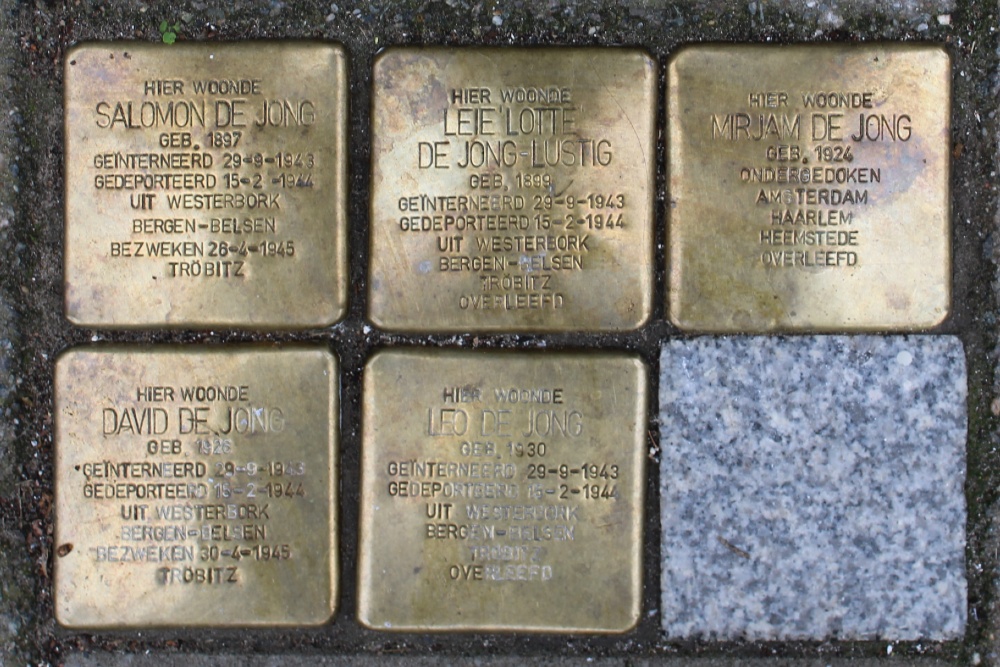 HIER WOONDE
SALOMON DE JONG
GEB. 1897
GEÏNTERNEERD 29-9-1943
GEDEPORTEERD 15-2-1944
UIT WESTERBORK
BERGEN-BELSEN
BEZWEKEN 26-4-1945
TRÖBITZ
HIER WOONDE
LEIE 'LOTTE'
DE JONG-LUSTIG
GEB. 1899
GEÏNTERNEERD 29-9-1943
GEDEPORTEERD 15-2-1944
UIT WESTERBORK
BERGEN-BELSEN
TRÖBITZ
OVERLEEFD
HIER WOONDE
MIRJAM DE JONG
GEB. 1924
ONDERGEDOKEN
AMSTERDAM
HAARLEM
HEEMSTEDE
OVERLEEFD
HIER WOONDE
DAVID DE JONG
GEB. 1926
GEÏNTERNEERD 29-9-1943
GEDEPORTEERD 15-2-1944
UIT WESTERBORK
BERGEN-BELSEN
BEZWEKEN 30-4-1945
TRÖBITZ
HIER WOONDE
LEO DE JONG
GEB. 1930
GEÏNTERNEERD 29-9-1943
GEDEPORTEERD 15-2-1944
UIT WESTERBORK
BERGEN-BELSEN
TRÖBITZ
OVERLEEFD